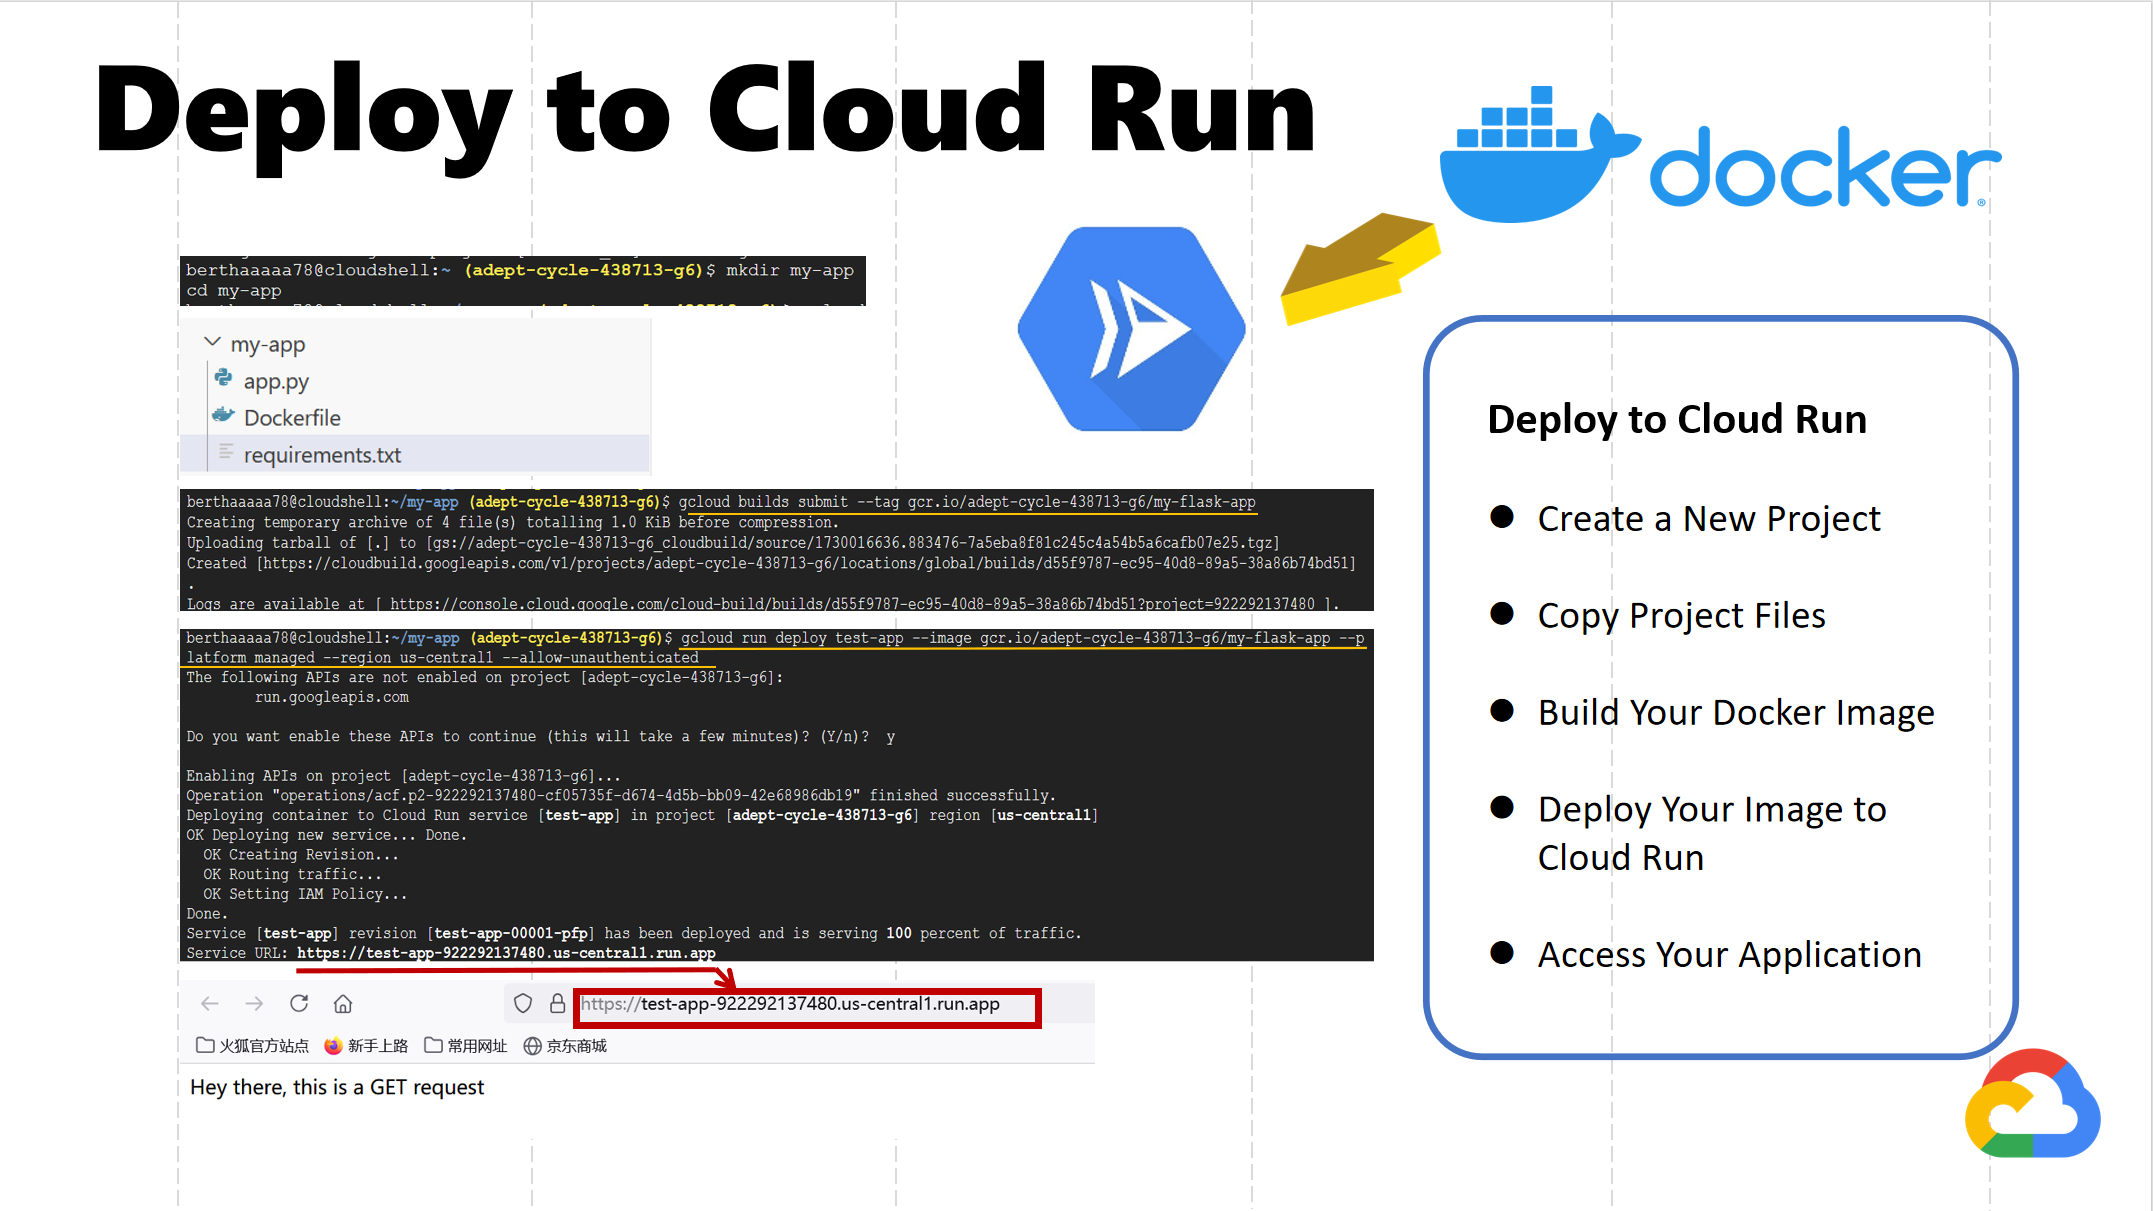 Deploy to Cloud Run
docker
berthaaaaa78@cloudshell:~ (adept-cycle-438713-g6)$ mkdir my-app
cd my-app
my-app
app.py
Dockerfile
requirements.txt
berthaaaaa78@cloudshell:~/my-app (adept-cycle-438713-g6)$ gcloud builds submit --tag gcr.io/adept-cycle-438713-g6/my-flask-app
Creating temporary archive of 4 file(s) totalling 1.0 KiB before compression.
Uploading tarball of [.] to [gs://adept-cycle-438713-g6_cloudbuild/source/1730016636.883476-7a5eba8f81c245c4a54b5a6cafb07e25.tgz]
Created [https://cloudbuild.googleapis.com/v1/projects/adept-cycle-438713-g6/locations/global/builds/d55f9787-ec95-40d8-89a5-38a86b74bd51]
.
Logs are available at [ https://console.cloud.google.com/cloud-build/builds/d55f9787-ec95-40d8-89a5-38a86b74bd51?project=922292137480 ].
berthaaaaa78@cloudshell:~/my-app (adept-cycle-438713-g6)$ gcloud run deploy test-app --image gcr.io/adept-cycle-438713-g6/my-flask-app --p
latform managed --region us-central1 --allow-unauthenticated
The following APIs are not enabled on project [adept-cycle-438713-g6]:
run.googleapis.com
Do you want enable these APIs to continue (this will take a few minutes)? (Y/n)? y
Enabling APIs on project [adept-cycle-438713-g6]...
Operation "operations/acf.p2-922292137480-cf05735f-d674-4d5b-bb09-42e68986db19" finished successfully.
Deploying container to Cloud Run service [test-app] in project [adept-cycle-438713-g6] region [us-central1]
OK Deploying new service... Done.
OK Creating Revision...
OK Routing traffic...
OK Setting IAM Policy...
Done.
Service [test-app] revision [test-app-00001-pfp] has been deployed and is serving 100 percent of traffic.
Service URL: https://test-app-922292137480.us-central1.run.app
https://test-app-922292137480.us-central1.run.app
火狐官方站点 新手上路 常用网址 京东商城
Hey there, this is a GET request
Deploy to Cloud Run
● Create a New Project
● Copy Project Files
● Build Your Docker Image
● Deploy Your Image to
Cloud Run
● Access Your Application